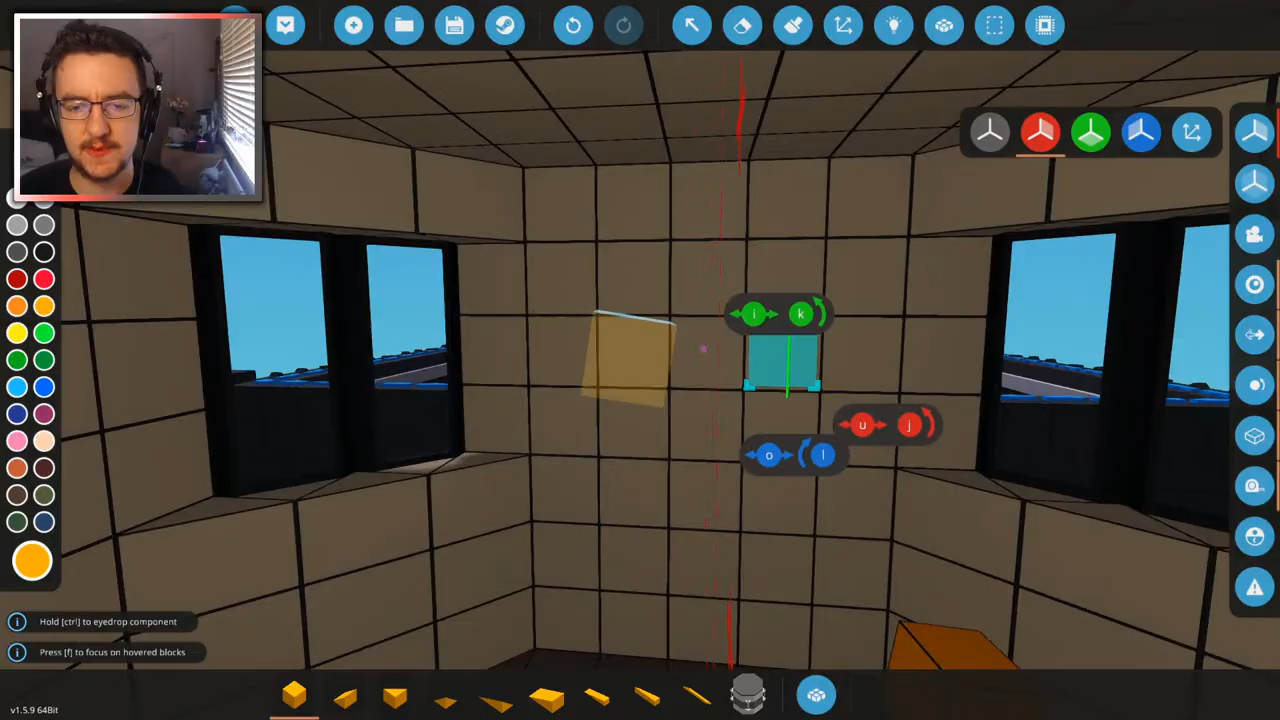 i k
u j
o l
Hold [ctrl] to eyedrop component
Press [f] to focus on hovered blocks
v1.5.9 64Bit